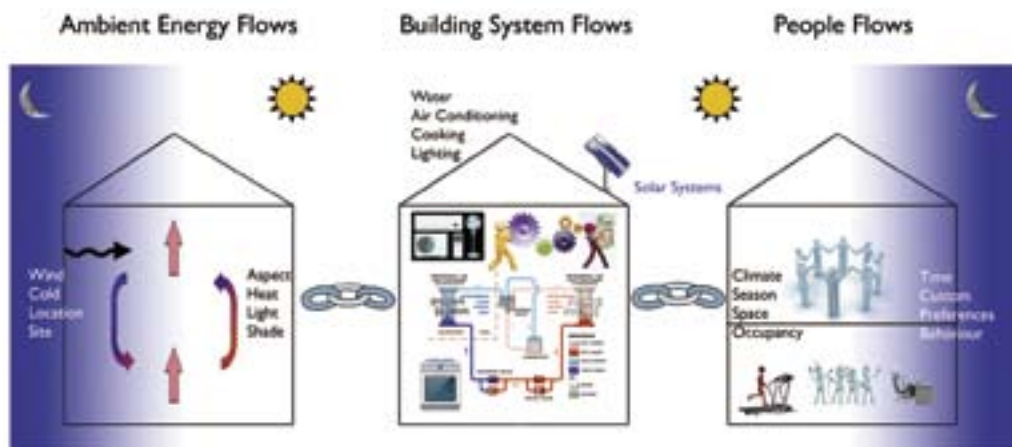 Ambient Energy Flows
Building System Flows
People Flows
Water
Air Conditioning
Cooking
Lighting
Solar Systems
Wind
Cold
Location
Site
Aspect
Heat
Light
Shade
Climate
Season
Space
Occupancy
Time
Custom
Preferences
Behaviour